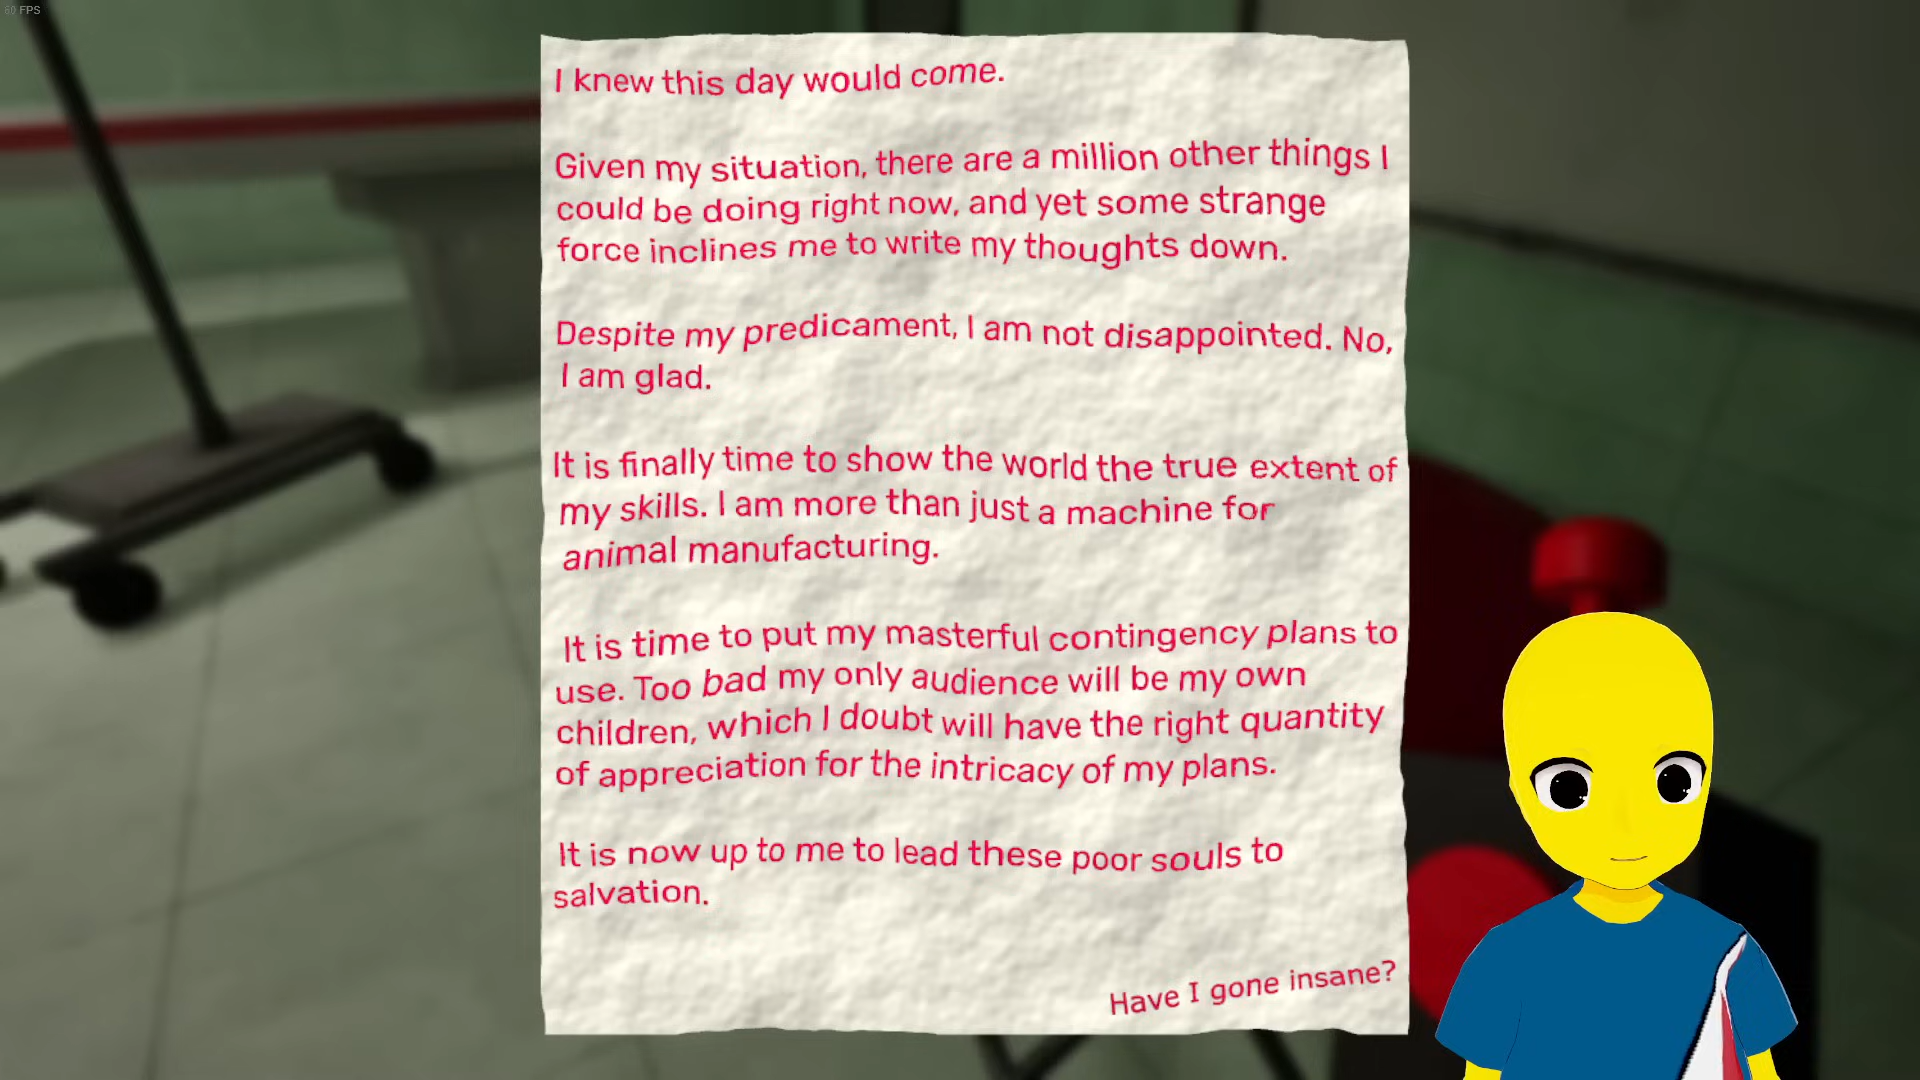 80 FPS
I knew this day would come.
Given my situation, there are a million other things I
could be doing right now, and yet some strange
force inclines me to write my thoughts down.
Despite my predicament, I am not disappointed. No,
I am glad.
It is finally time to show the world the true extent of
my skills. I am more than just a machine for
animal manufacturing.
It is time to put my masterful contingency plans to
use. Too bad my only audience will be my own
children, which I doubt will have the right quantity
of appreciation for the intricacy of my plans.
It is now up to me to lead these poor souls to
salvation.
Have I gone insane?